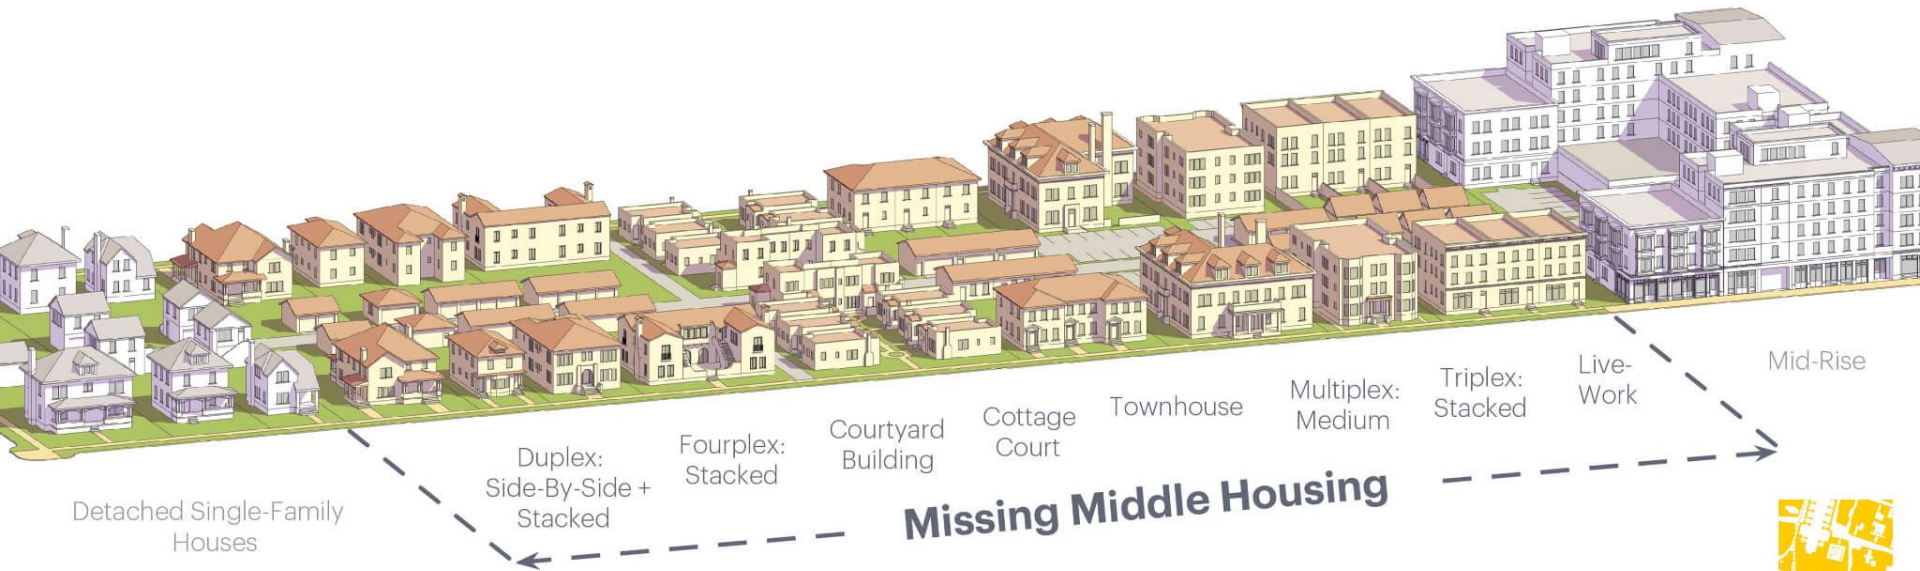 Detached Single-Family
Houses
Duplex:
Side-By-Side +
Stacked
Fourplex:
Stacked
Courtyard
Building
Cottage
Court
Townhouse
Multiplex:
Medium
Triplex:
Stacked
Live-
Work
Mid-Rise
Missing Middle Housing